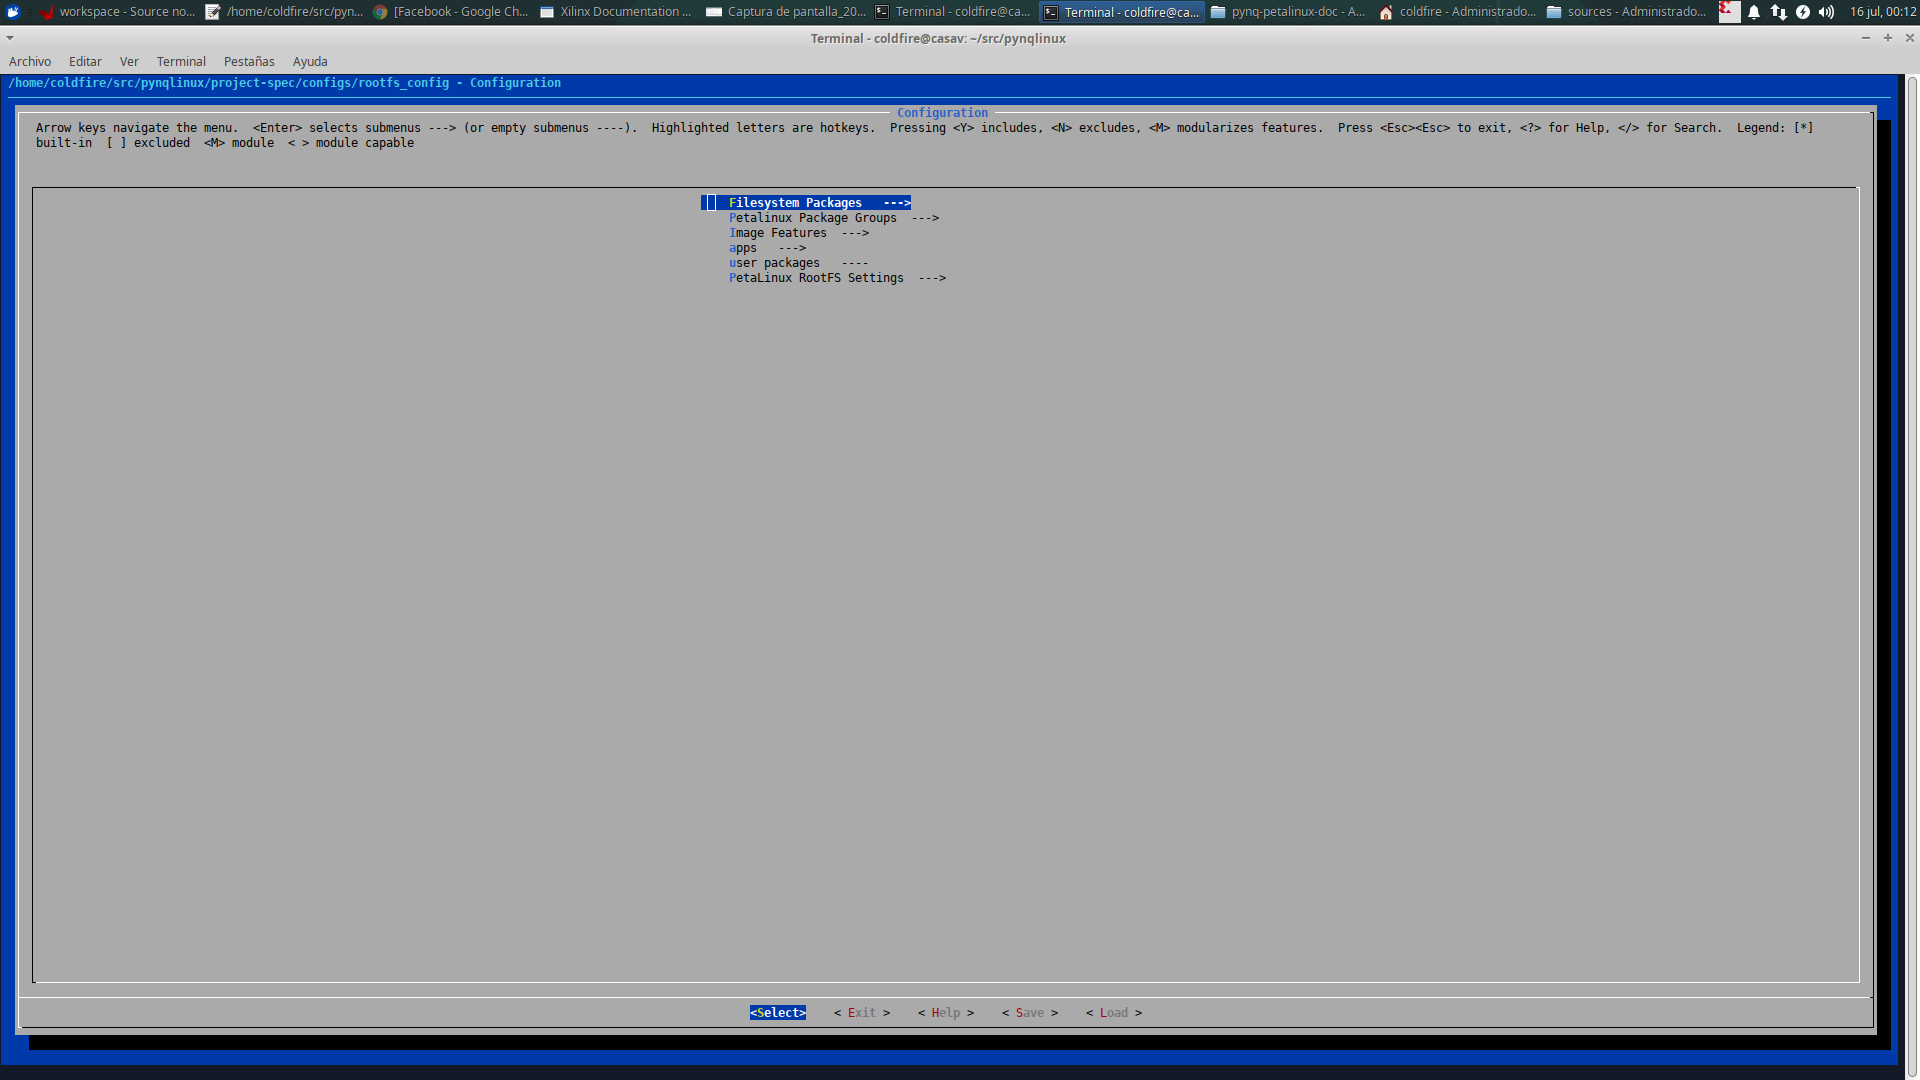 workspace - Source no... /home/coldfire/src/pyn... [Facebook - Google Ch... Xilinx Documentation ... Captura de pantalla_20... Terminal - coldfire@ca... Terminal - coldfire@ca... pynq-petalinux-doc - A... coldfire - Administrado... sources - Administrado... 16 jul, 00:12
Terminal - coldfire@casav: ~/src/pynqlinux
Archivo Editar Ver Terminal Pestañas Ayuda
/home/coldfire/src/pynqlinux/project-spec/configs/rootfs_config - Configuration
Configuration
Arrow keys navigate the menu.  <Enter> selects submenus ---> (or empty submenus ----).  Highlighted letters are hotkeys.  Pressing <Y> includes, <N> excludes, <M> modularizes features.  Press <Esc><Esc> to exit, <?> for Help, </> for Search.  Legend: [*]
built-in  [ ] excluded  <M> module  < > module capable
Filesystem Packages  --->
Petalinux Package Groups  --->
Image Features  --->
apps  --->
user packages  ----
PetaLinux RootFS Settings  --->
<Select>    < Exit >    < Help >    < Save >    < Load >